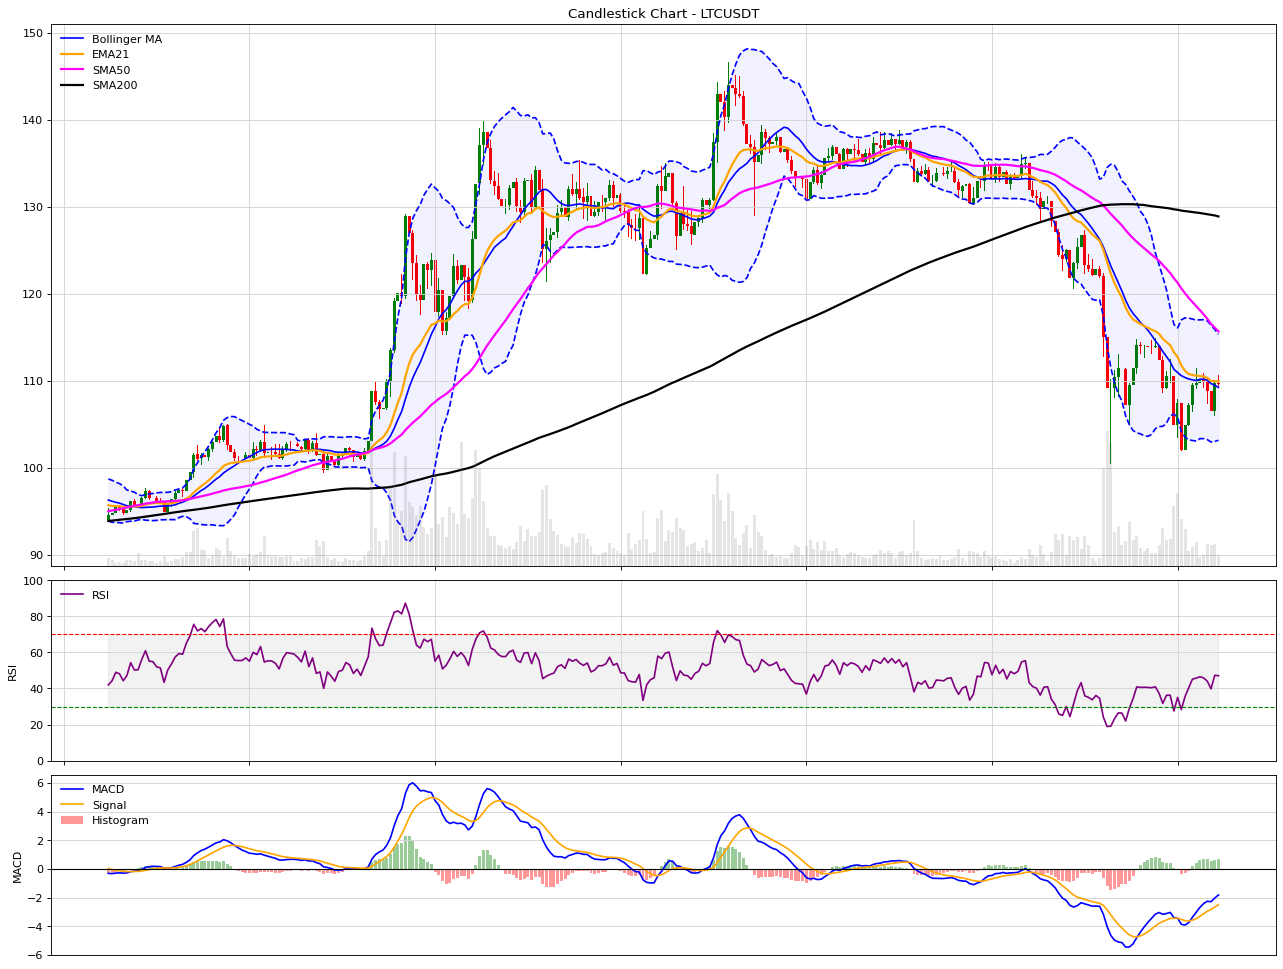 Candlestick Chart - LTCUSDT
Bollinger MA
EMA21
SMA50
SMA200
150
140
130
120
110
100
90
RSI
100
80
60
40
20
0
RSI
MACD
Signal
Histogram
6
4
2
0
−2
−4
−6
MACD